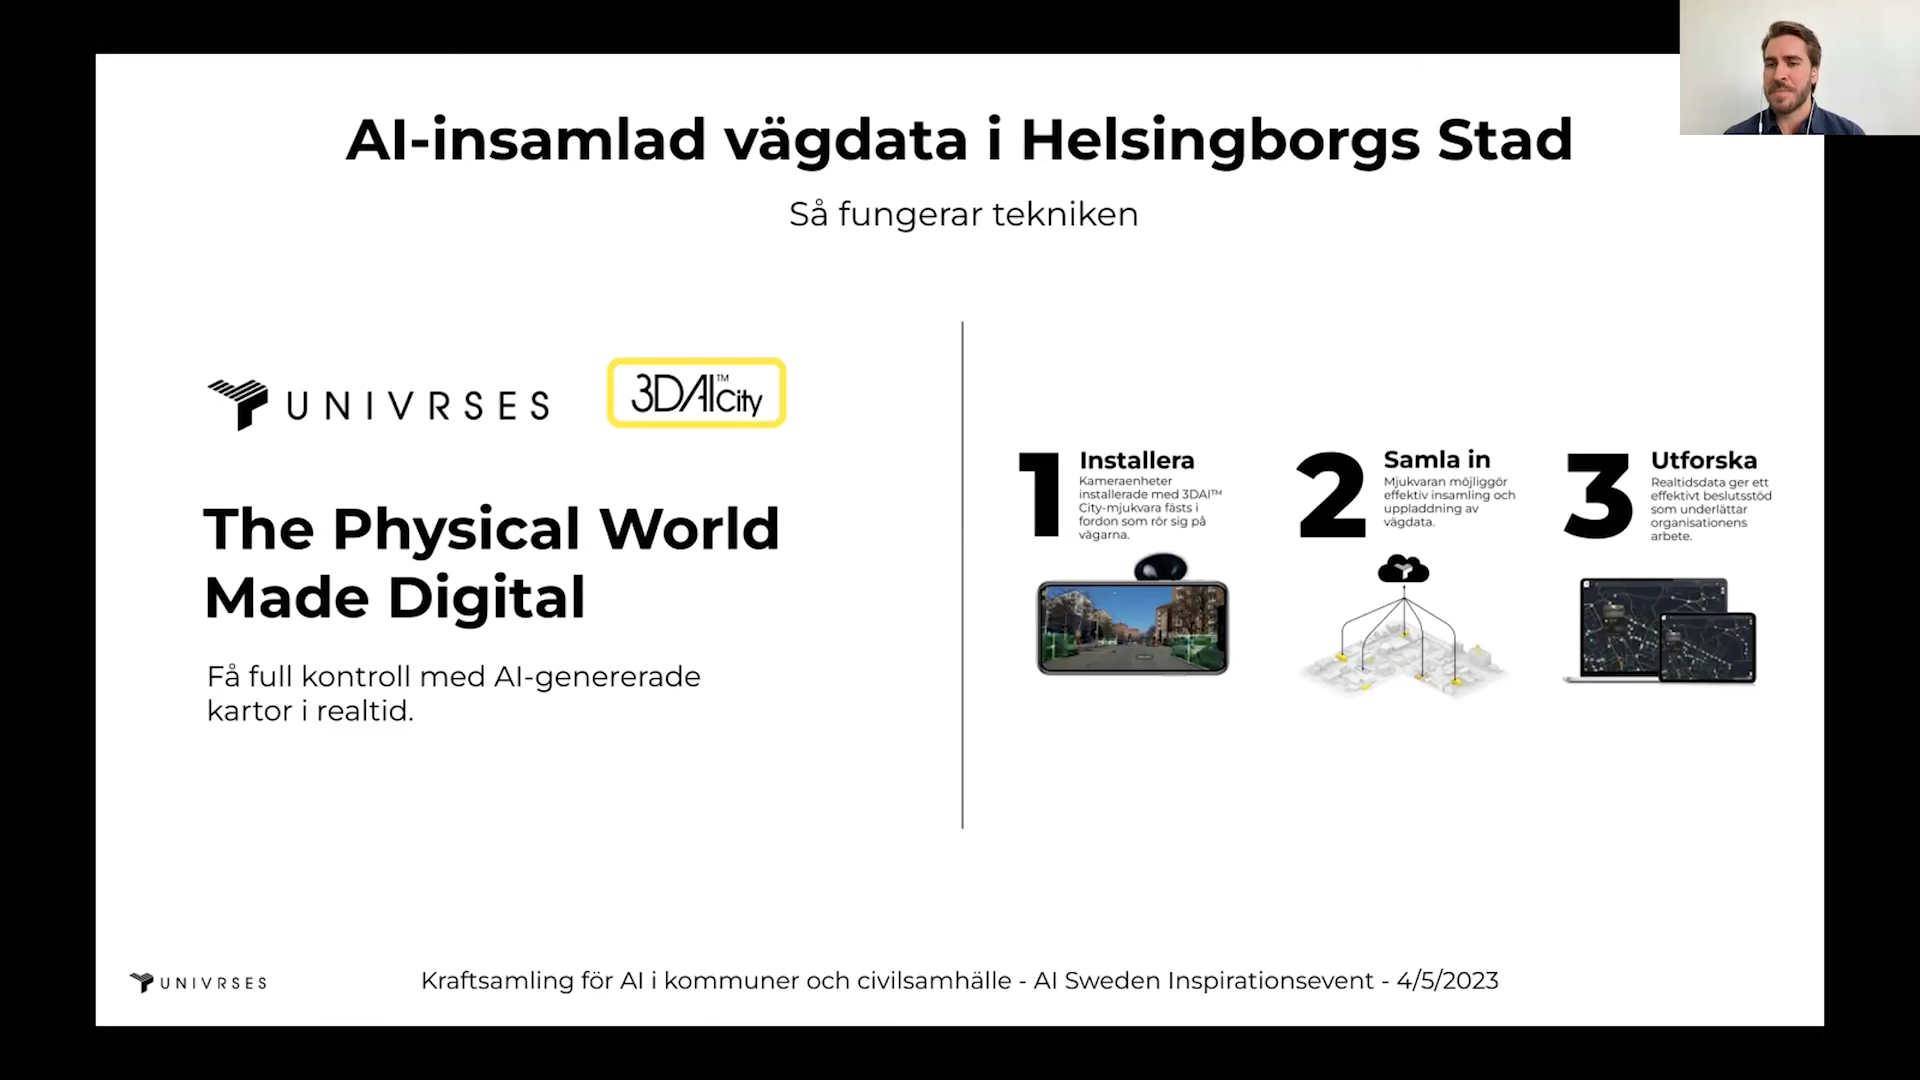 AI-insamlad vägdata i Helsingborgs Stad
Så fungerar tekniken
UNIVRSES
3DAI™ City
The Physical World
Made Digital
Få full kontroll med AI-genererade
kartor i realtid.
1
Installera
Kameraenheter
installerade med 3DAI™
City-mjukvara fästs i
fordon som rör sig på
vägarna.
2
Samla in
Mjukvaran möjliggör
effektiv insamling och
uppladdning av
vägdata.
3
Utforska
Realtidsdata ger ett
effektivt beslutsstöd
som underlättar
organisationens
arbete.
UNIVRSES
Kraftsamling för AI i kommuner och civilsamhälle - AI Sweden Inspirationsevent - 4/5/2023